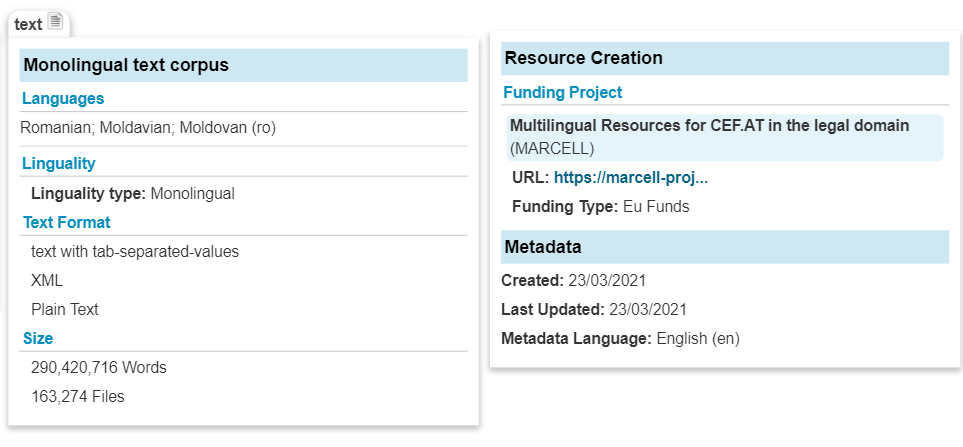 text
Monolingual text corpus
Languages
Romanian; Moldavian; Moldovan (ro)
Linguality
Linguality type: Monolingual
Text Format
text with tab-separated-values
XML
Plain Text
Size
290,420,716 Words
163,274 Files
Resource Creation
Funding Project
Multilingual Resources for CEF.AT in the legal domain
(MARCELL)
URL: https://marcell-proj...
Funding Type: Eu Funds
Metadata
Created: 23/03/2021
Last Updated: 23/03/2021
Metadata Language: English (en)